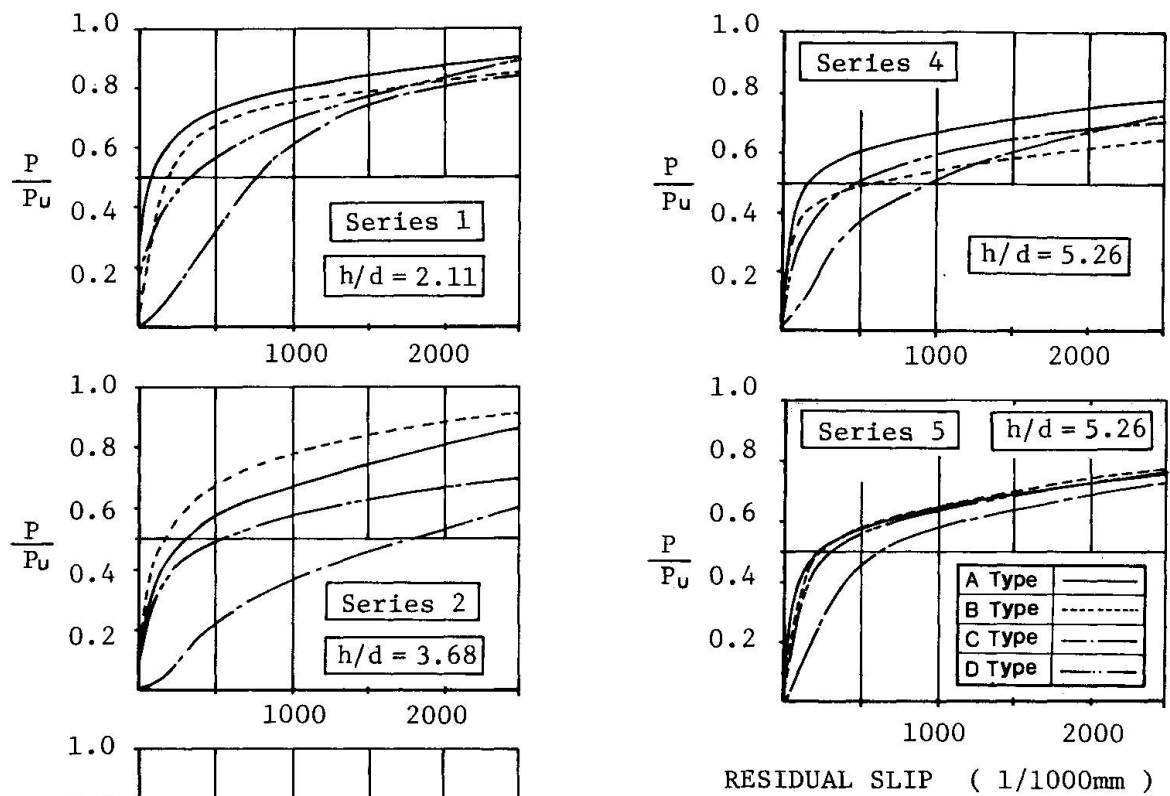 1.0
0.8
0.6
P
Pu
0.4
0.2
Series 1
h/d = 2.11
1000 2000
1.0
0.8
0.6
P
Pu
0.4
0.2
Series 2
h/d = 3.68
1000 2000
1.0
1.0
0.8
0.6
P
Pu
0.4
0.2
Series 4
h/d = 5.26
1000 2000
1.0
0.8
0.6
P
Pu
0.4
0.2
Series 5
h/d = 5.26
A Type
B Type
C Type
D Type
1000 2000
RESIDUAL SLIP ( 1/1000mm )